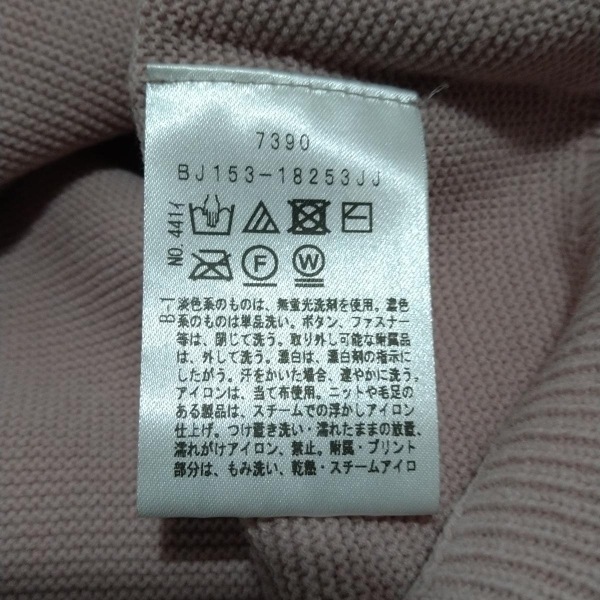 7390
BJ153-18253JJ
NO.441イ
F
W
B-1
淡色系のものは、無蛍光洗剤を使用。濃色
系のものは単品洗い。ボタン、ファスナー
等は、閉じて洗う。取り外し可能な附属品
は、外して洗う。漂白は、漂白剤の指示に
したがう。汗をかいた場合、速やかに洗う。
アイロンは、当て布使用。ニットや毛足の
ある製品は、スチームでの浮かしアイロン
仕上げ。つけ置き洗い・濡れたままの放置、
濡れがけアイロン、禁止。附属・プリント
部分は、もみ洗い、乾熱・スチームアイロ